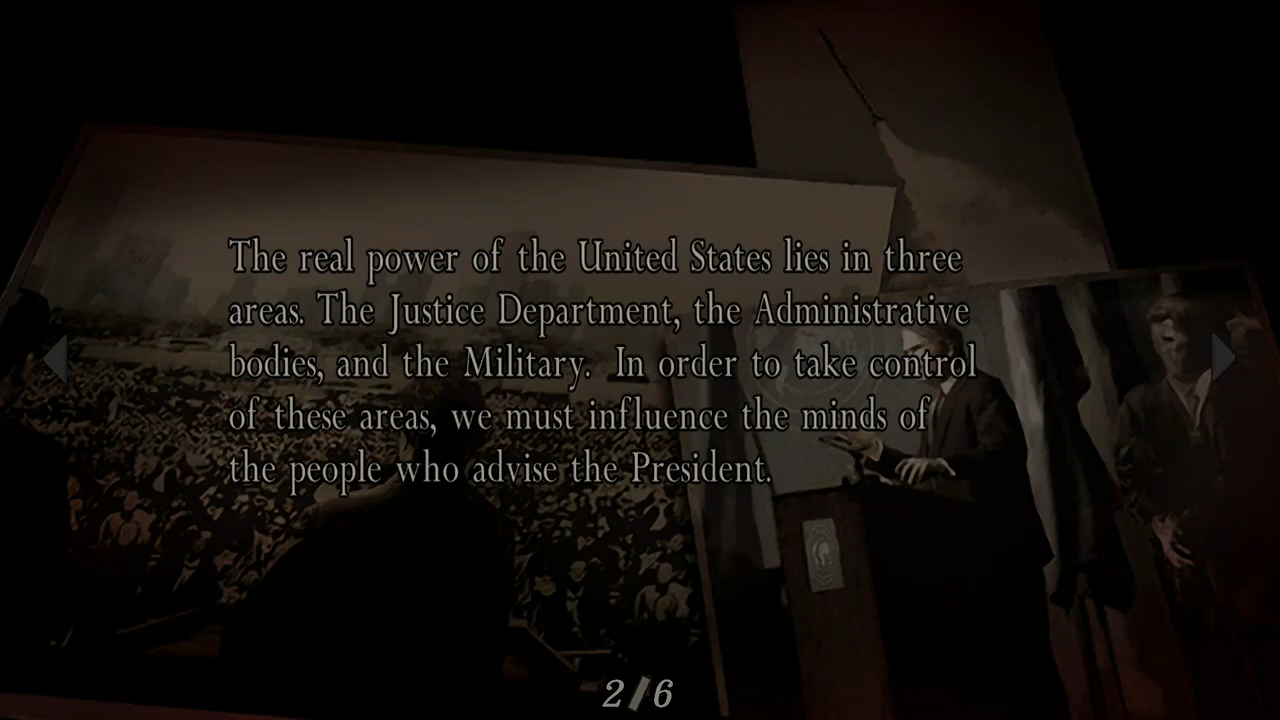 The real power of the United States lies in three
areas. The Justice Department, the Administrative
bodies, and the Military.  In order to take control
of these areas, we must influence the minds of
the people who advise the President.
2/6